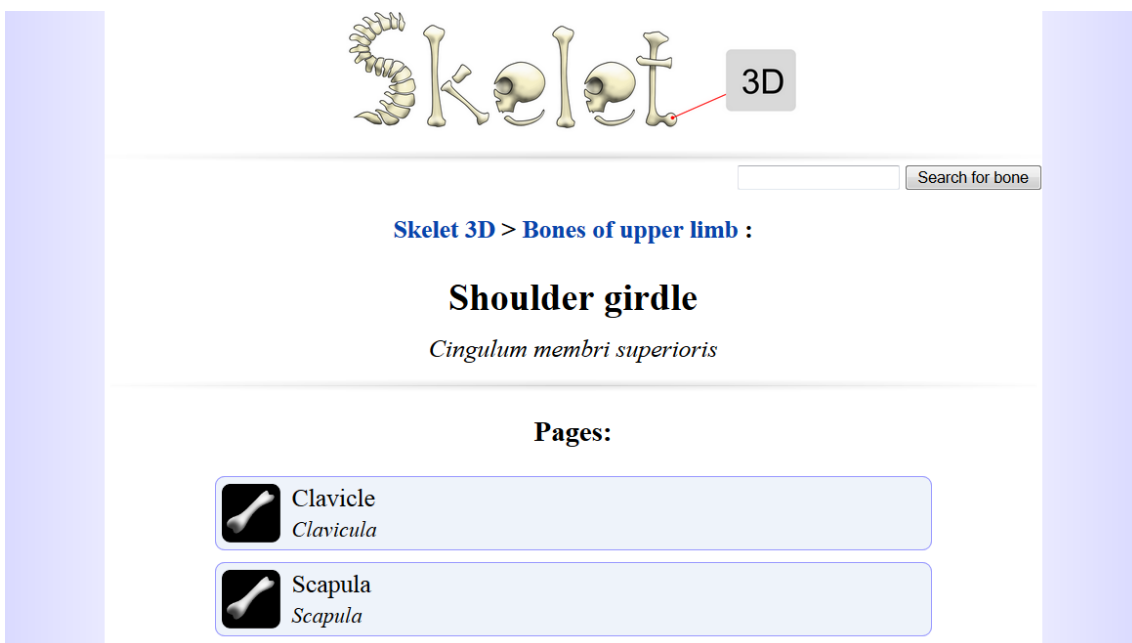 Skelet
3D
Search for bone
Skelet 3D > Bones of upper limb :
Shoulder girdle
Cingulum membri superioris
Pages:
Clavicle
Clavicula
Scapula
Scapula